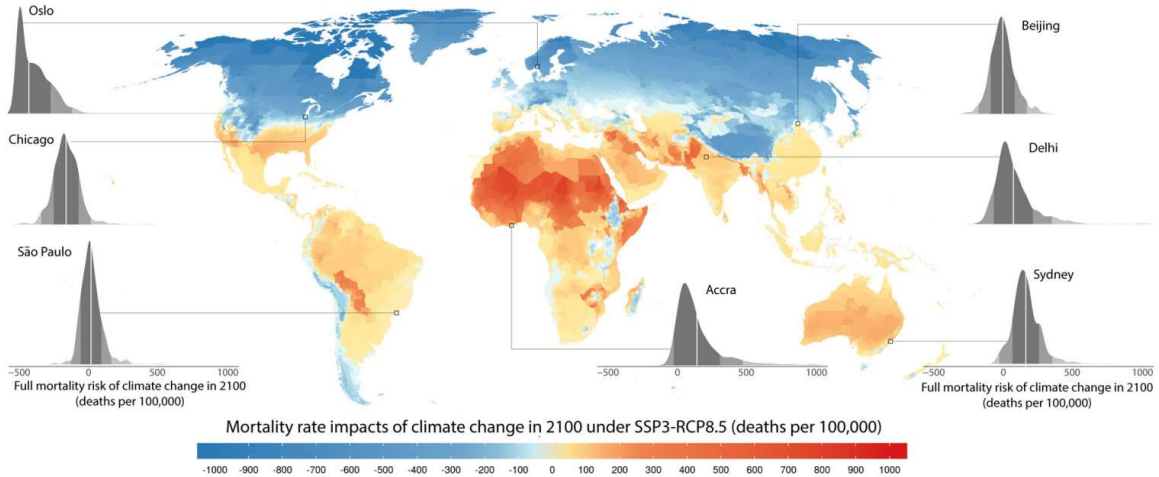 Oslo
Beijing
Chicago
Delhi
São Paulo
Accra
Sydney
-500 0 500 1000
Full mortality risk of climate change in 2100
(deaths per 100,000)
-500 0 500 1000
-500 0 500 1000
Full mortality risk of climate change in 2100
(deaths per 100,000)
Mortality rate impacts of climate change in 2100 under SSP3-RCP8.5 (deaths per 100,000)
-1000 -900 -800 -700 -600 -500 -400 -300 -200 -100 0 100 200 300 400 500 600 700 800 900 1000